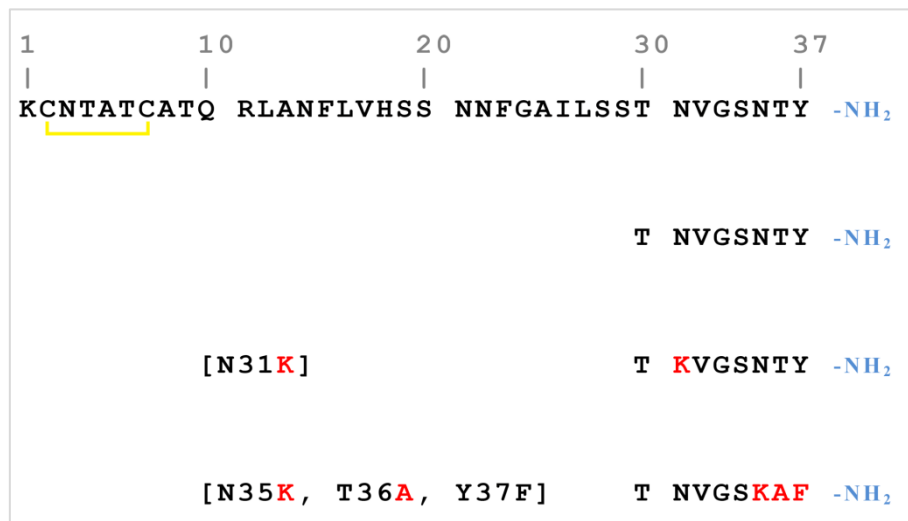 1 10 20 30 37
| | | | |
KCNTATCATQ RLANFLVHSS NNFGAILSST NVGSNTY -NH₂
T NVGSNTY -NH₂
[N31K] T KVGSNTY -NH₂
[N35K, T36A, Y37F] T NVGSKAF -NH₂